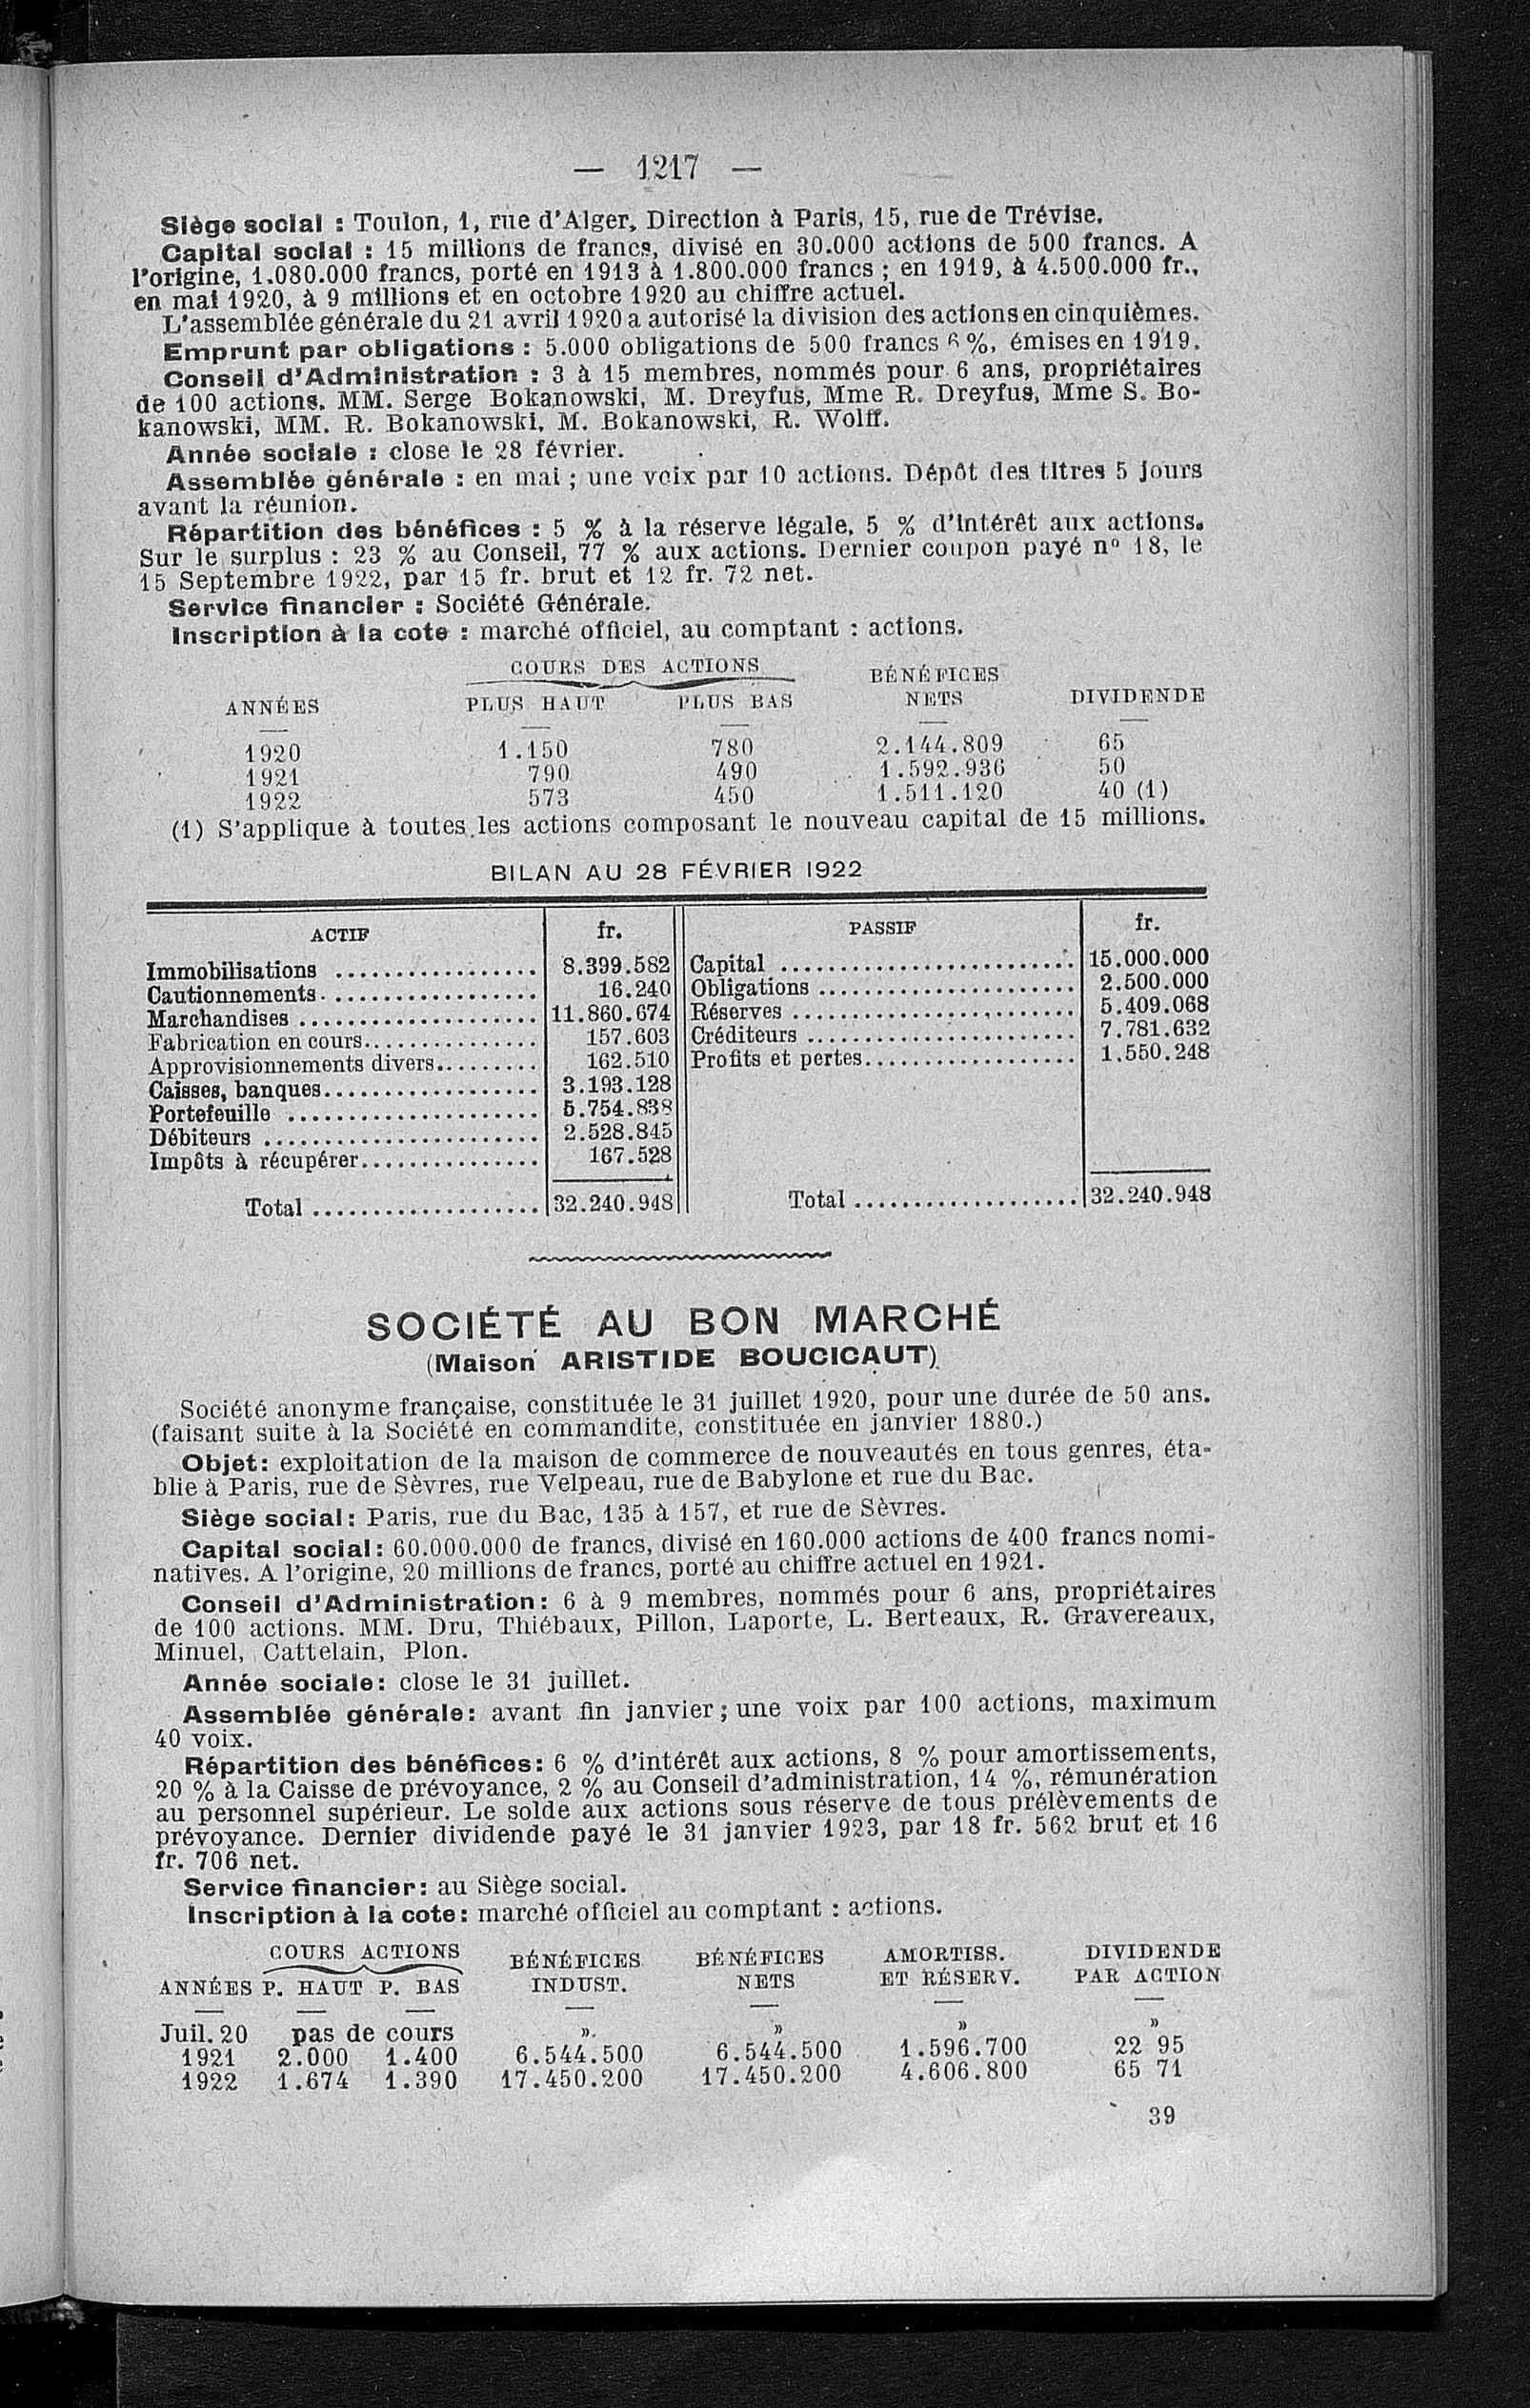 — 1217 —
Siège social : Toulon, 1, rue d'Alger, Direction à Paris, 15, rue de Trévise.
Capital social : 15 millions de francs, divisé en 30.000 actions de 500 francs. A
l'origine, 1.080.000 francs, porté en 1913 à 1.800.000 francs ; en 1919, à 4.500.000 fr.,
en mai 1920, à 9 millions et en octobre 1920 au chiffre actuel.
L'assemblée générale du 21 avril 1920 a autorisé la division des actions en cinquièmes.
Emprunt par obligations : 5.000 obligations de 500 francs 6 %, émises en 1919.
Conseil d'Administration : 3 à 15 membres, nommés pour 6 ans, propriétaires
de 100 actions. MM. Serge Bokanowski, M. Dreyfus, Mme R. Dreyfus, Mme S. Bo-
kanowski, MM. R. Bokanowski, M. Bokanowski, R. Wolff.
Année sociale : close le 28 février.
Assemblée générale : en mai ; une voix par 10 actions. Dépôt des titres 5 jours
avant la réunion.
Répartition des bénéfices : 5 % à la réserve légale, 5 % d'intérêt aux actions.
Sur le surplus : 23 % au Conseil, 77 % aux actions. Dernier coupon payé nº 18, le
15 Septembre 1922, par 15 fr. brut et 12 fr. 72 net.
Service financier : Société Générale.
Inscription à la cote : marché officiel, au comptant : actions.
COURS DES ACTIONS BÉNÉFICES
ANNÉES PLUS HAUT PLUS BAS NETS DIVIDENDE
1920 1.150 780 2.144.809 65
1921 790 490 1.592.936 50
1922 573 450 1.511.120 40 (1)
(1) S'applique à toutes les actions composant le nouveau capital de 15 millions.
BILAN AU 28 FÉVRIER 1922
ACTIF fr. PASSIF fr.
Immobilisations ................. 8.399.582 Capital ......................... 15.000.000
Cautionnements. ................. 16.240 Obligations ...................... 2.500.000
Marchandises .................... 11.860.674 Réserves ........................ 5.409.068
Fabrication en cours............... 157.603 Créditeurs ....................... 7.781.632
Approvisionnements divers......... 162.510 Profits et pertes.................. 1.550.248
Caisses, banques.................. 3.193.128
Portefeuille ..................... 5.754.838
Débiteurs ....................... 2.528.845
Impôts à récupérer............... 167.528
Total ................... 32.240.948 Total ................... 32.240.948
SOCIÉTÉ AU BON MARCHÉ
(Maison ARISTIDE BOUCICAUT)
Société anonyme française, constituée le 31 juillet 1920, pour une durée de 50 ans.
(faisant suite à la Société en commandite, constituée en janvier 1880.)
Objet : exploitation de la maison de commerce de nouveautés en tous genres, éta-
blie à Paris, rue de Sèvres, rue Velpeau, rue de Babylone et rue du Bac.
Siège social : Paris, rue du Bac, 135 à 157, et rue de Sèvres.
Capital social : 60.000.000 de francs, divisé en 160.000 actions de 400 francs nomi-
natives. A l'origine, 20 millions de francs, porté au chiffre actuel en 1921.
Conseil d'Administration : 6 à 9 membres, nommés pour 6 ans, propriétaires
de 100 actions. MM. Dru, Thiébaux, Pillon, Laporte, L. Berteaux, R. Gravereaux,
Minuel, Cattelain, Plon.
Année sociale : close le 31 juillet.
Assemblée générale : avant fin janvier ; une voix par 100 actions, maximum
40 voix.
Répartition des bénéfices : 6 % d'intérêt aux actions, 8 % pour amortissements,
20 % à la Caisse de prévoyance, 2 % au Conseil d'administration, 14 %, rémunération
au personnel supérieur. Le solde aux actions sous réserve de tous prélèvements de
prévoyance. Dernier dividende payé le 31 janvier 1923, par 18 fr. 562 brut et 16
fr. 706 net.
Service financier : au Siège social.
Inscription à la cote : marché officiel au comptant : actions.
COURS ACTIONS BÉNÉFICES BÉNÉFICES AMORTISS. DIVIDENDE
ANNÉES P. HAUT P. BAS INDUST. NETS ET RÉSERV. PAR ACTION
Juil. 20 pas de cours » » » »
1921 2.000 1.400 6.544.500 6.544.500 1.596.700 22 95
1922 1.674 1.390 17.450.200 17.450.200 4.606.800 65 71
39